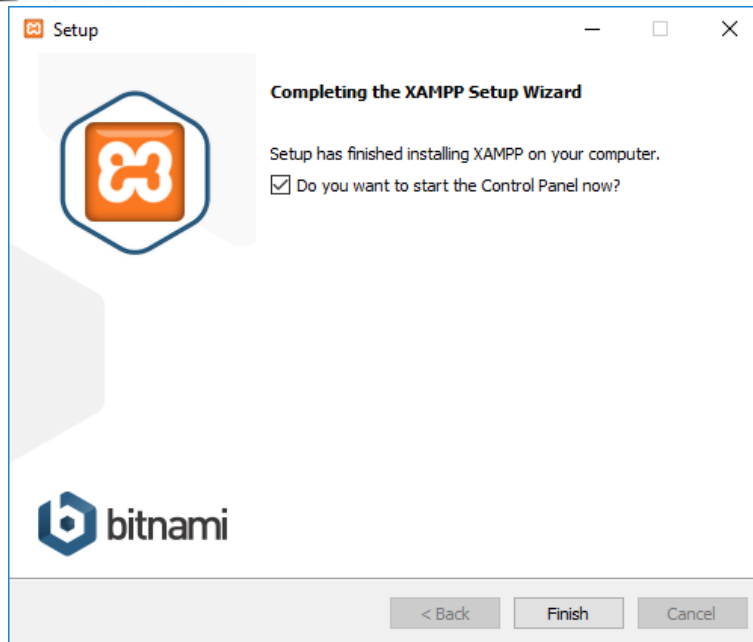 Setup
Completing the XAMPP Setup Wizard
Setup has finished installing XAMPP on your computer.
Do you want to start the Control Panel now?
bitnami
< Back
Finish
Cancel